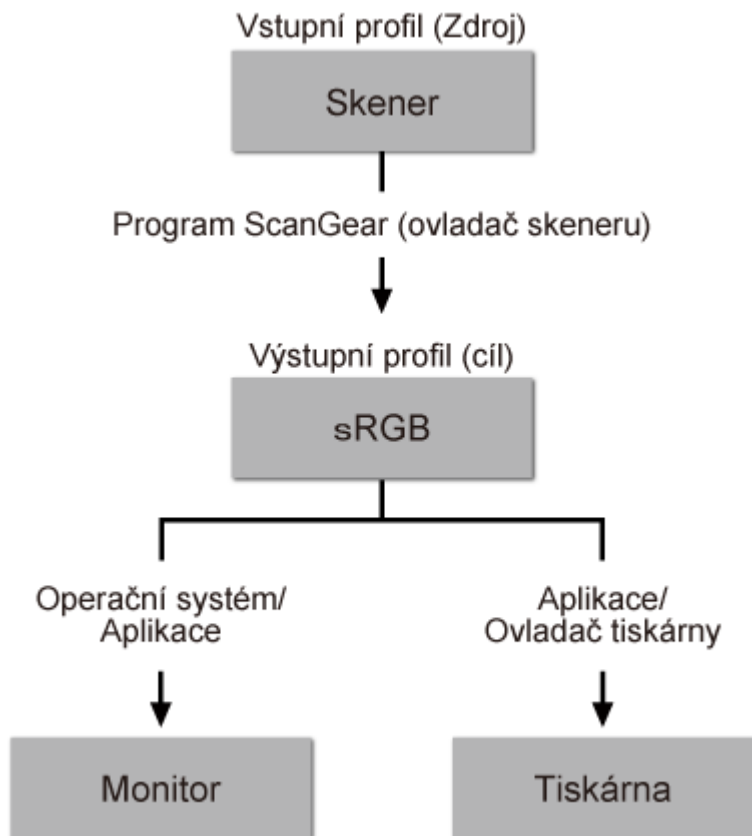 Vstupní profil (Zdroj)
Skener
Program ScanGear (ovladač skeneru)
Výstupní profil (cíl)
sRGB
Operační systém/
Aplikace
Aplikace/
Ovladač tiskárny
Monitor
Tiskárna